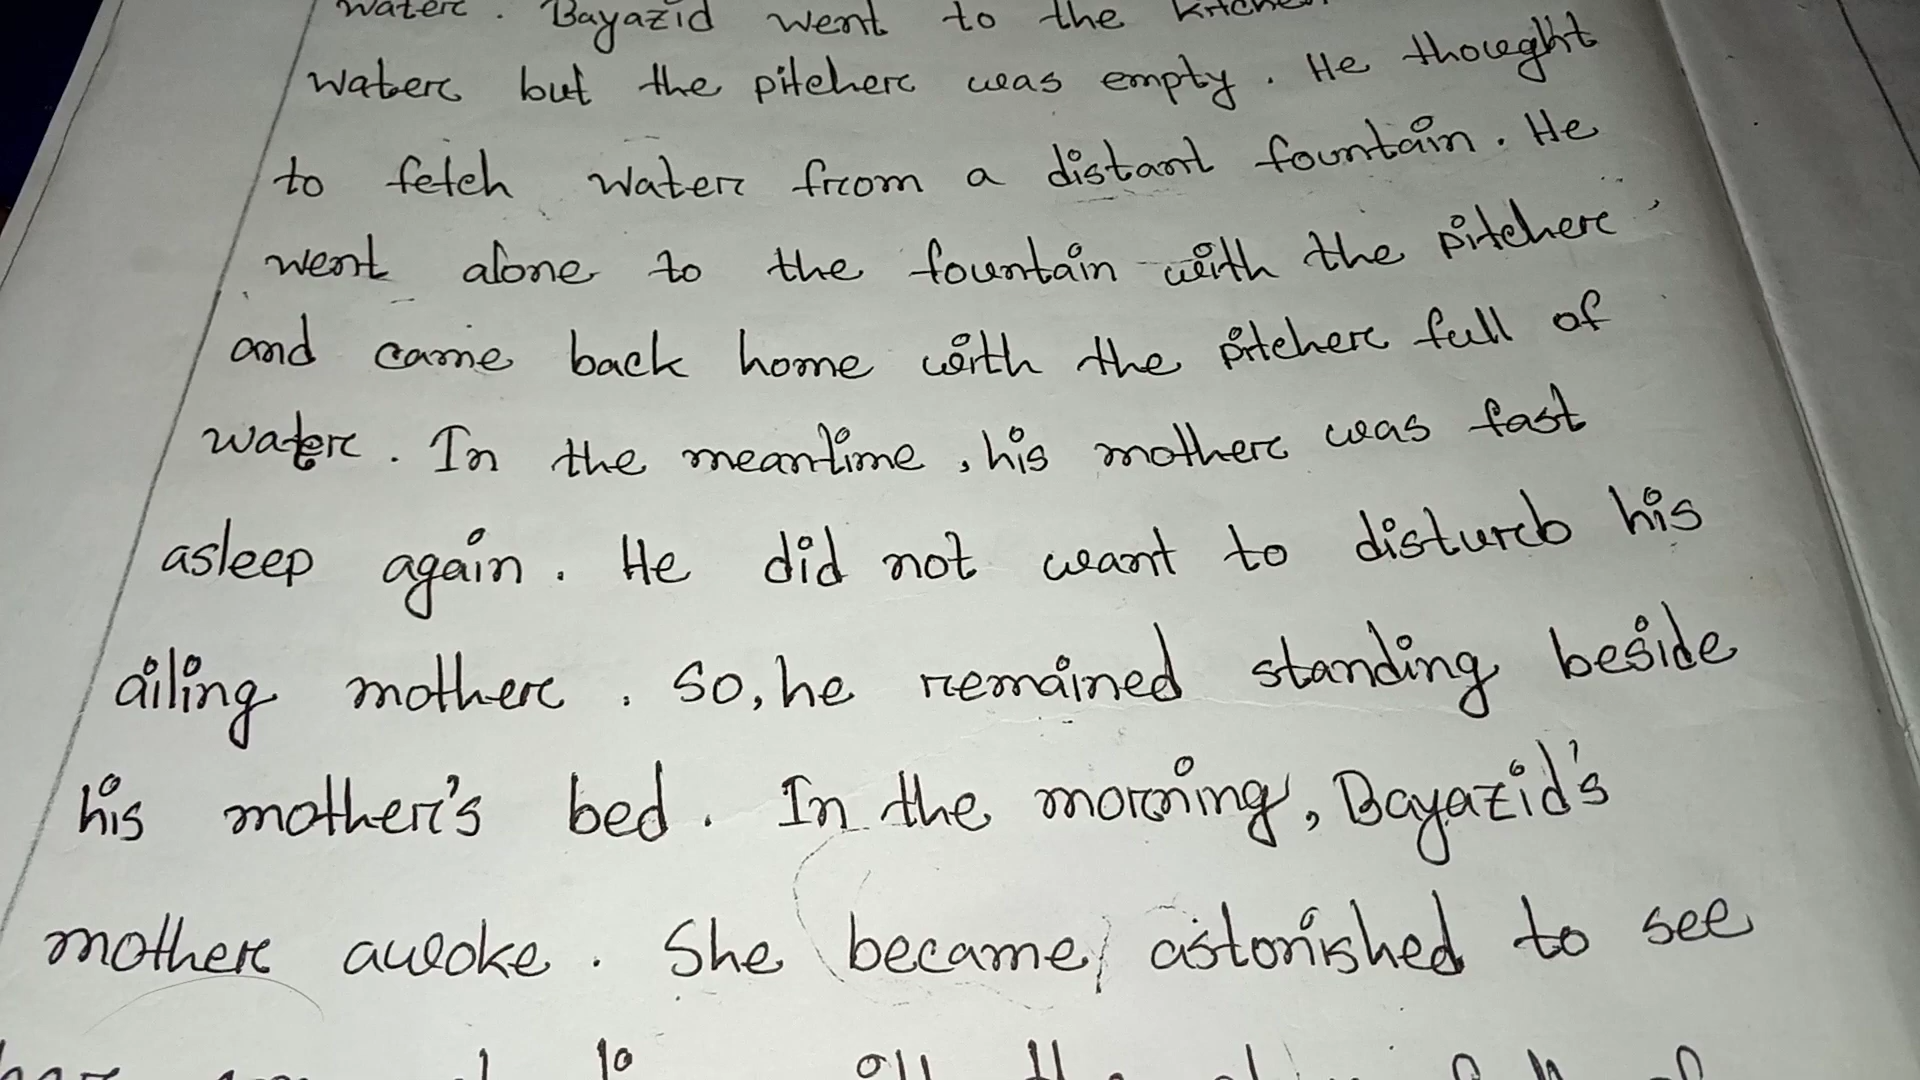 water. Bayazid went to the kitchen
water but the pitcher was empty. He thought
to fetch water from a distant fountain. He
went alone to the fountain with the pitcher
and came back home with the pitcher full of
water. In the meantime, his mother was fast
asleep again. He did not want to disturb his
ailing mother. So, he remained standing beside
his mother's bed. In the morning, Bayazid's
mother awoke. She became astonished to see